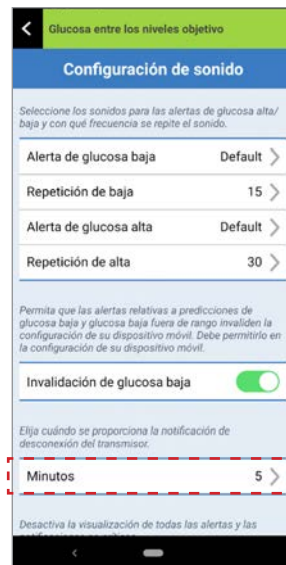 Glucosa entre los niveles objetivo
Configuración de sonido
Seleccione los sonidos para las alertas de glucosa alta/
baja y con qué frecuencia se repite el sonido.
Alerta de glucosa baja Default
Repetición de baja 15
Alerta de glucosa alta Default
Repetición de alta 30
Permita que las alertas relativas a predicciones de
glucosa baja y glucosa baja fuera de rango invaliden la
configuración de su dispositivo móvil. Debe permitirlo en
la configuración de su dispositivo móvil.
Invalidación de glucosa baja
Elija cuándo se proporciona la notificación de
desconexión del transmisor.
Minutos 5
Desactiva la visualización de todas las alertas y las